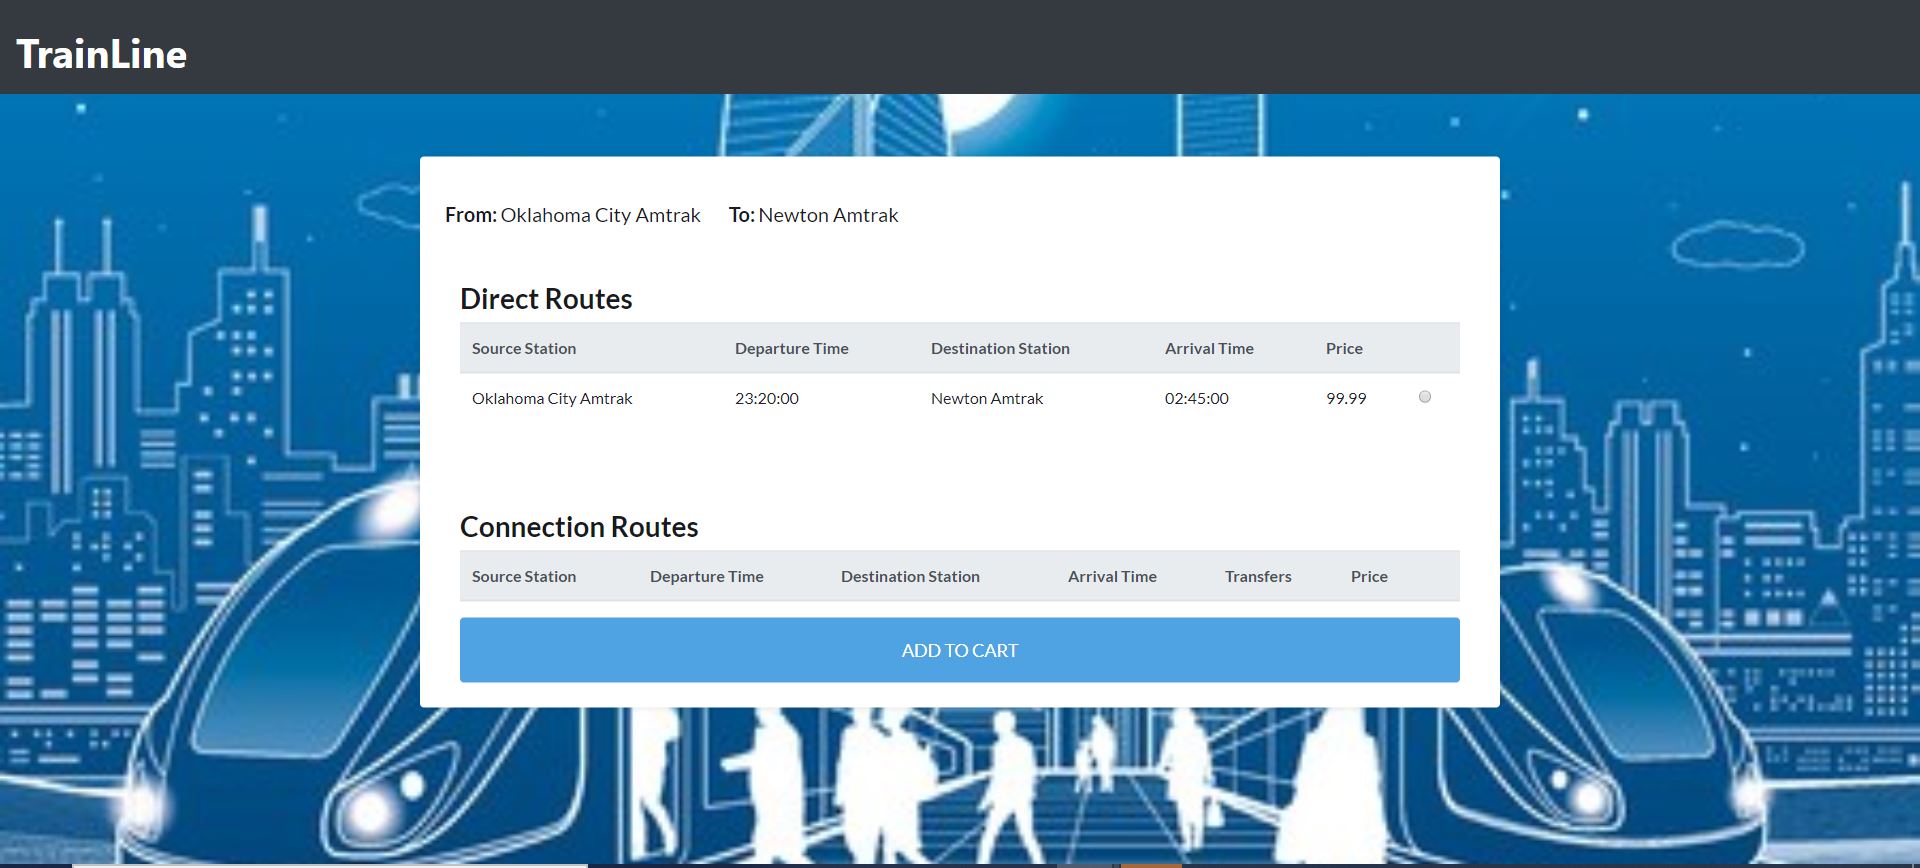 TrainLine
From: Oklahoma City Amtrak To: Newton Amtrak
Direct Routes
Source Station Departure Time Destination Station Arrival Time Price
Oklahoma City Amtrak 23:20:00 Newton Amtrak 02:45:00 99.99
Connection Routes
Source Station Departure Time Destination Station Arrival Time Transfers Price
ADD TO CART